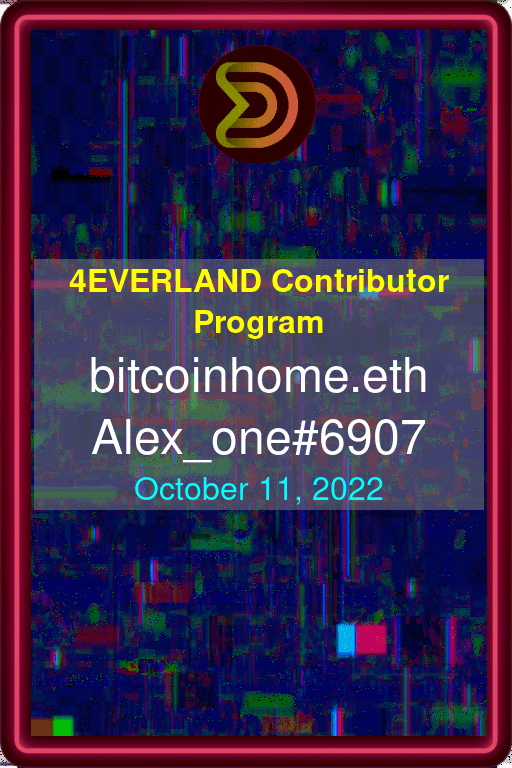 4EVERLAND Contributor
Program
bitcoinhome.eth
Alex_one#6907
October 11, 2022